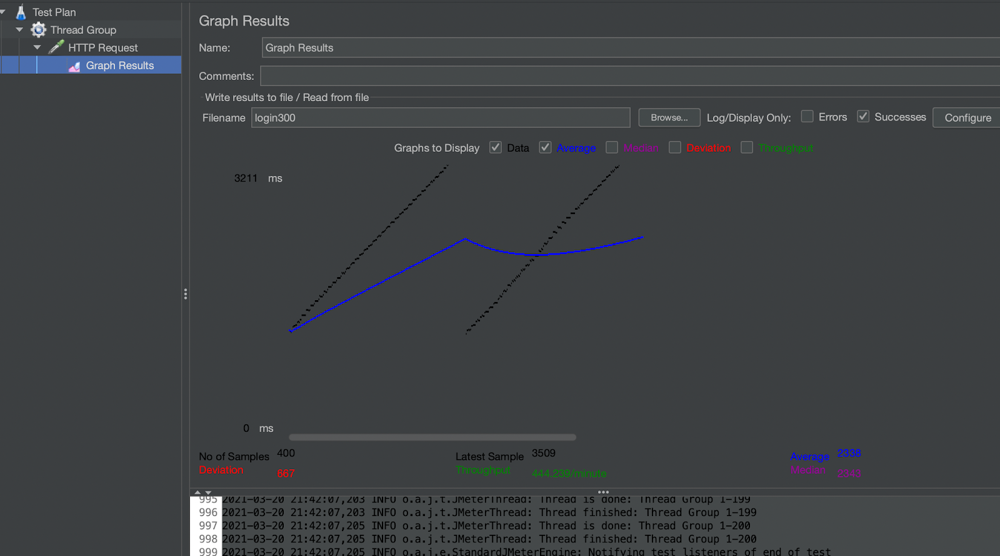 Test Plan
Thread Group
HTTP Request
Graph Results
Graph Results
Name: Graph Results
Comments:
Write results to file / Read from file
Filename login300 Browse... Log/Display Only: Errors Successes Configure
Graphs to Display Data Average Median Deviation Throughput
3211 ms
0 ms
No of Samples 400 Latest Sample 3509 Average 2338
Deviation 667 Throughput 444.239/minute Median 2343
995 2021-03-20 21:42:07,203 INFO o.a.j.t.JMeterThread: Thread is done: Thread Group 1-199
996 2021-03-20 21:42:07,203 INFO o.a.j.t.JMeterThread: Thread finished: Thread Group 1-199
997 2021-03-20 21:42:07,205 INFO o.a.j.t.JMeterThread: Thread is done: Thread Group 1-200
998 2021-03-20 21:42:07,205 INFO o.a.j.t.JMeterThread: Thread finished: Thread Group 1-200
999 2021-03-20 21:42:07,205 INFO o.a.j.e.StandardJMeterEngine: Notifying test listeners of end of test